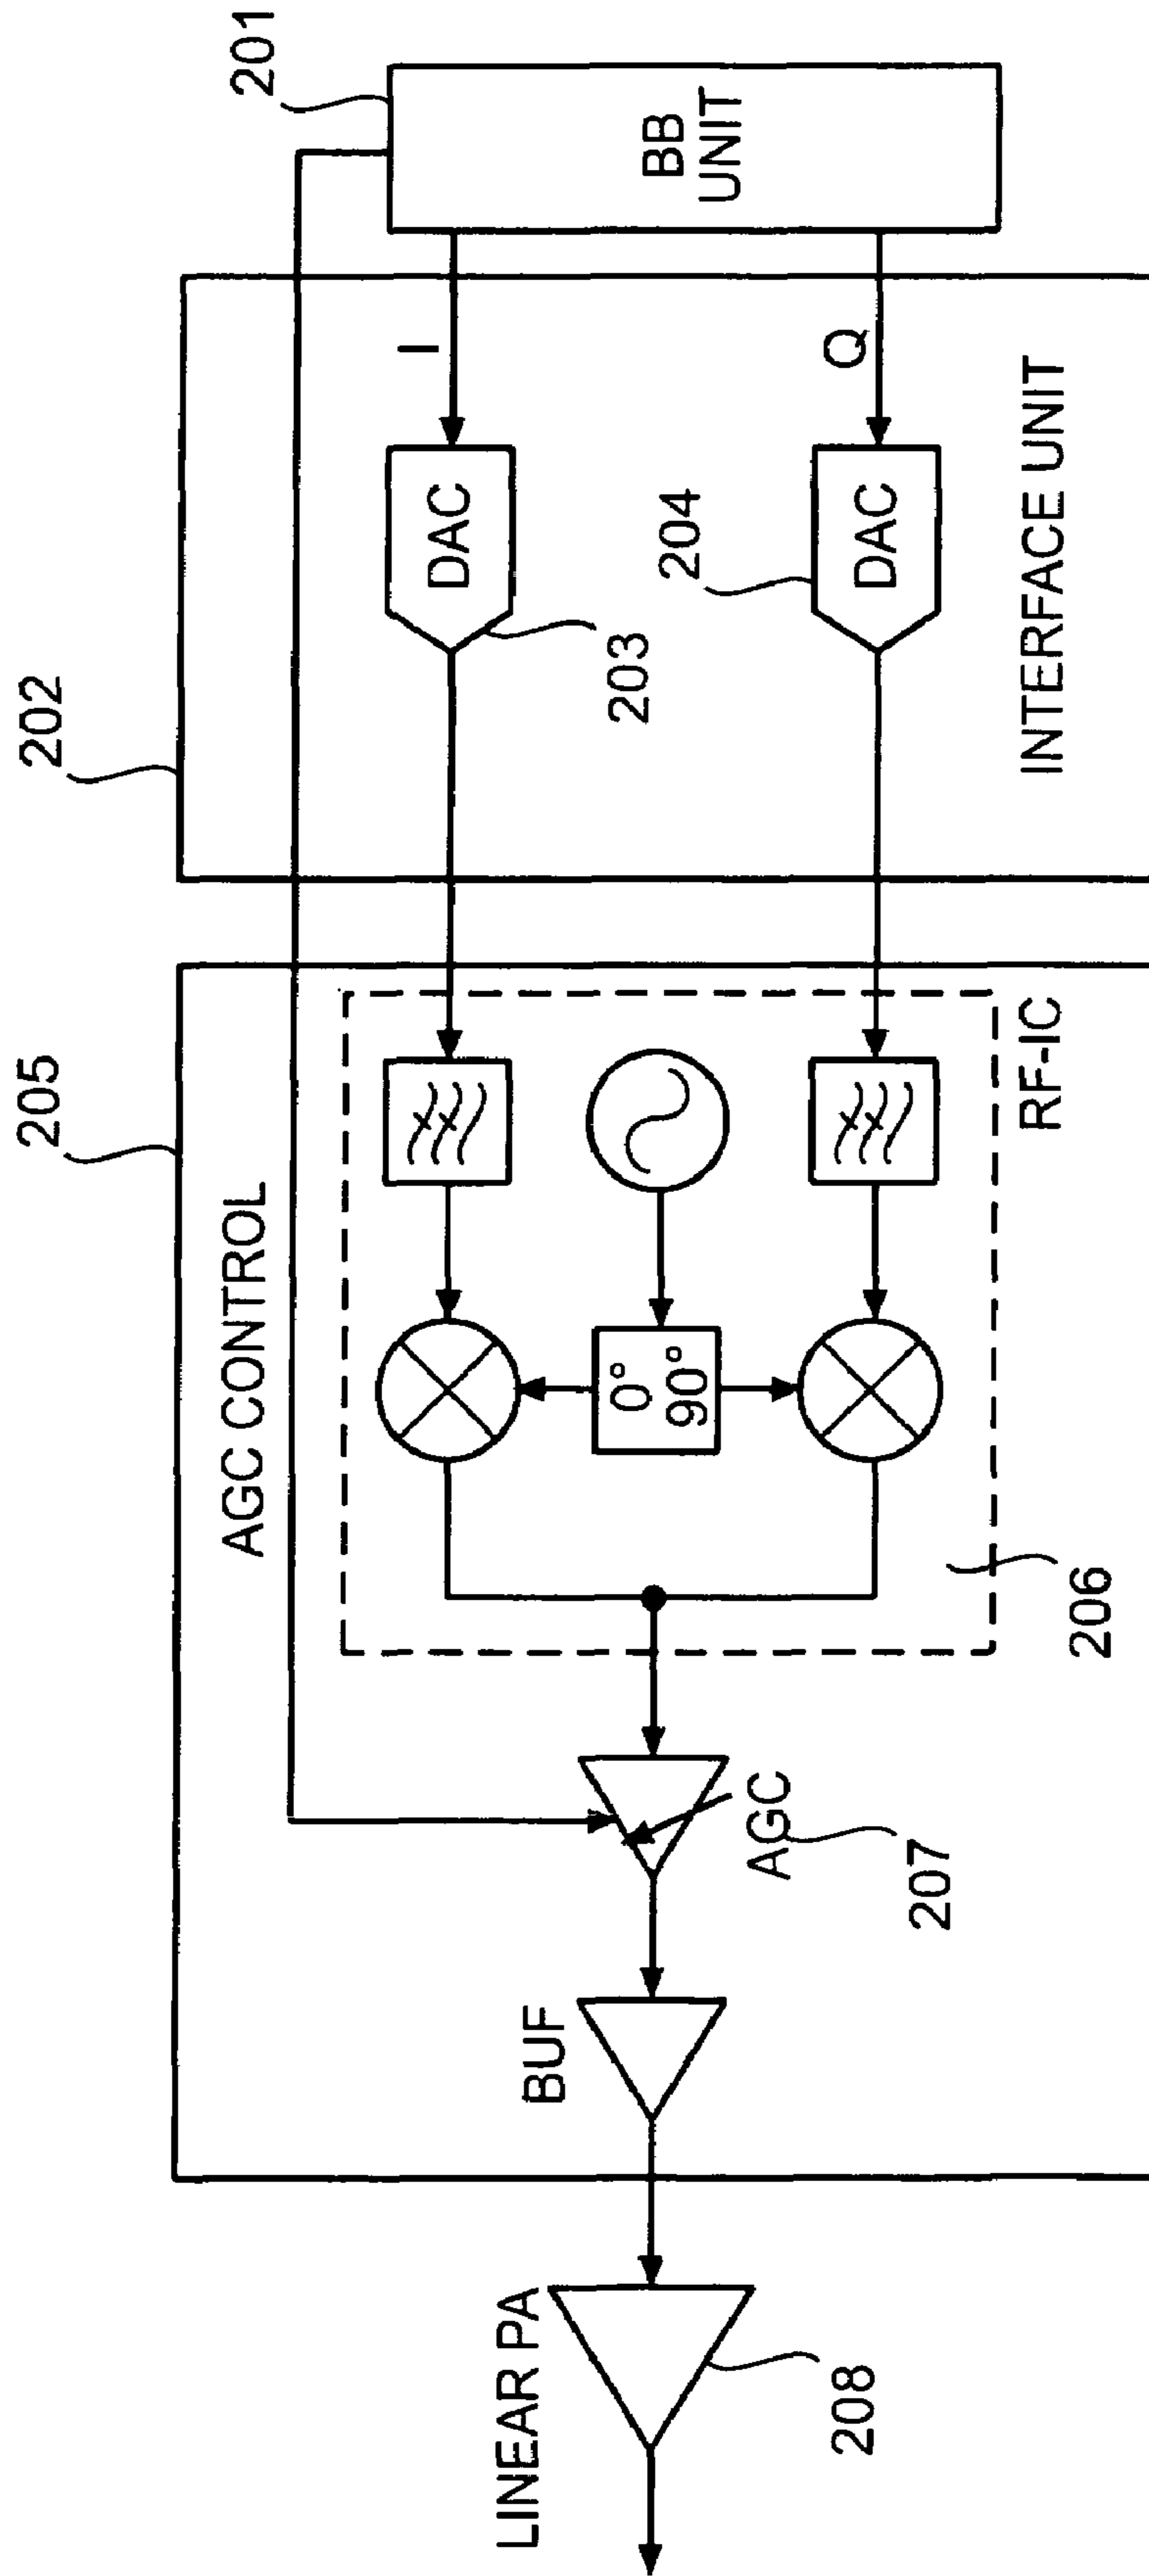 201
BB
UNIT
202
I
Q
DAC
203
204
DAC
INTERFACE UNIT
205
AGC CONTROL
0°
90°
RF-IC
206
AGC
207
BUF
LINEAR PA
208